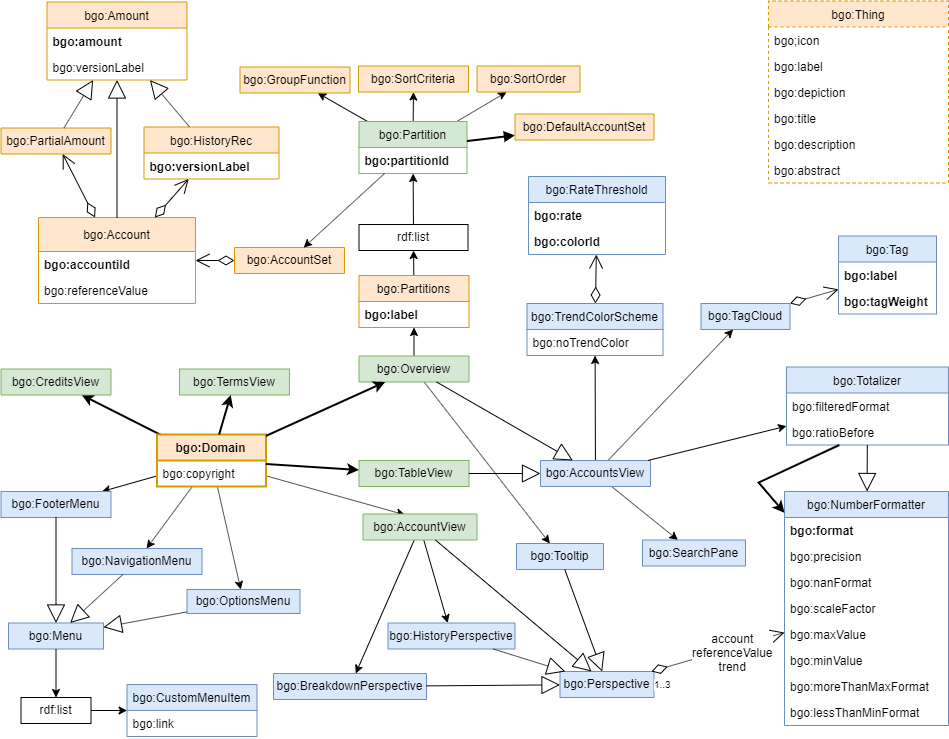 bgo:Amount
bgo:amount
bgo:versionLabel
bgo:Thing
bgo;icon
bgo:label
bgo:depiction
bgo:title
bgo:description
bgo:abstract
bgo:GroupFunction
bgo:SortCriteria
bgo:SortOrder
bgo:PartialAmount
bgo:HistoryRec
bgo:versionLabel
bgo:Partition
bgo:partitionId
bgo:DefaultAccountSet
bgo:RateThreshold
bgo:rate
bgo:colorId
bgo:Account
bgo:accountiId
bgo:referenceValue
rdf:list
bgo:AccountSet
bgo:Tag
bgo:label
bgo:tagWeight
bgo:Partitions
bgo:label
bgo:TrendColorScheme
bgo:noTrendColor
bgo:TagCloud
bgo:CreditsView
bgo:TermsView
bgo:Overview
bgo:Totalizer
bgo:filteredFormat
bgo:ratioBefore
bgo:Domain
bgo:copyright
bgo:TableView
bgo:AccountsView
bgo:FooterMenu
bgo:AccountView
bgo:NumberFormatter
bgo:format
bgo:precision
bgo:nanFormat
bgo:scaleFactor
bgo:maxValue
bgo:minValue
bgo:moreThanMaxFormat
bgo:lessThanMinFormat
bgo:NavigationMenu
bgo:Tooltip
bgo:SearchPane
bgo:OptionsMenu
bgo:Menu
bgo:HistoryPerspective
account
referenceValue
trend
bgo:BreakdownPerspective
bgo:Perspective
1..3
rdf:list
bgo:CustomMenuItem
bgo:link